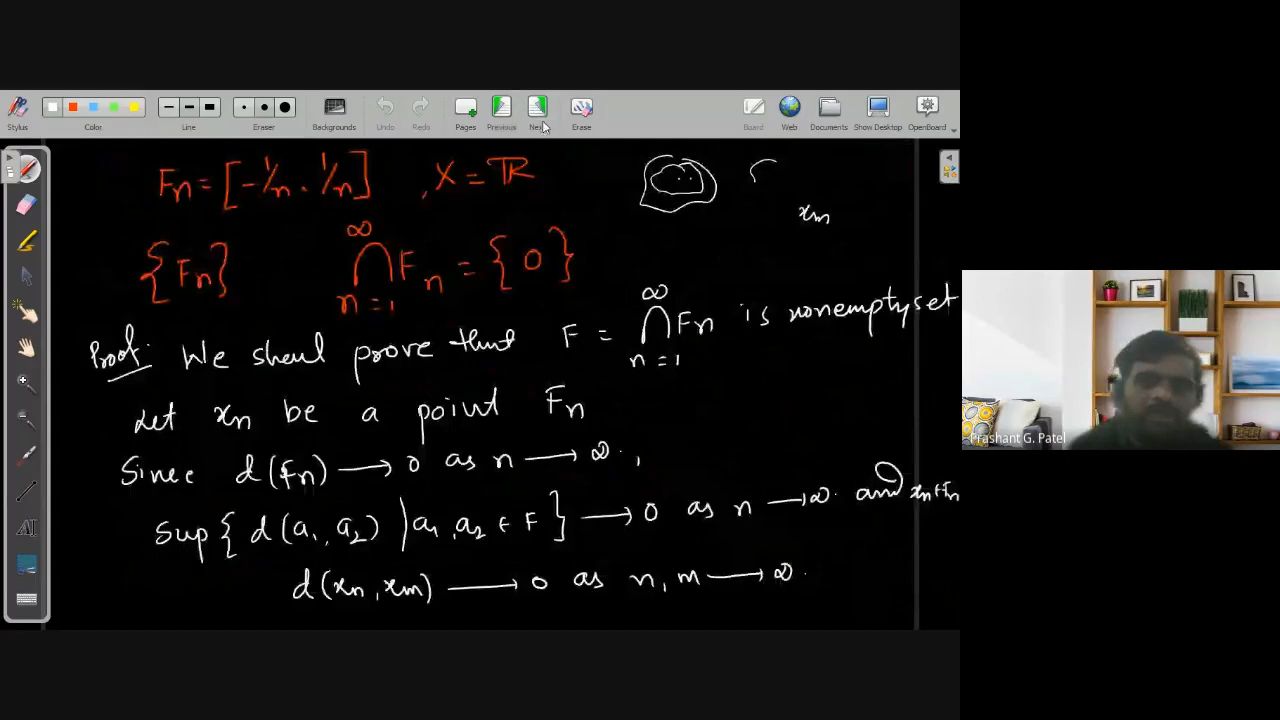 Stylus Color Line Eraser Backgrounds Undo Redo Pages Previous Erase Board Web Documents Show Desktop OpenBoard
Fn = [-1/n, 1/n] , X = ℝ
xm
{Fn} ∞ ⋂ n=1 Fn = {0}
Proof: We shoul prove that F = ∞ ⋂ n=1 Fn is nonempty set
Let xn be a point Fn
Since d(Fn) → 0 as n → ∞ ,
Sup{ d(a1, a2) | a1, a2 ∈ F } → 0 as n → ∞. and xn ∈ Fn
d(xn, xm) → 0 as n, m → ∞.
Prashant G. Patel